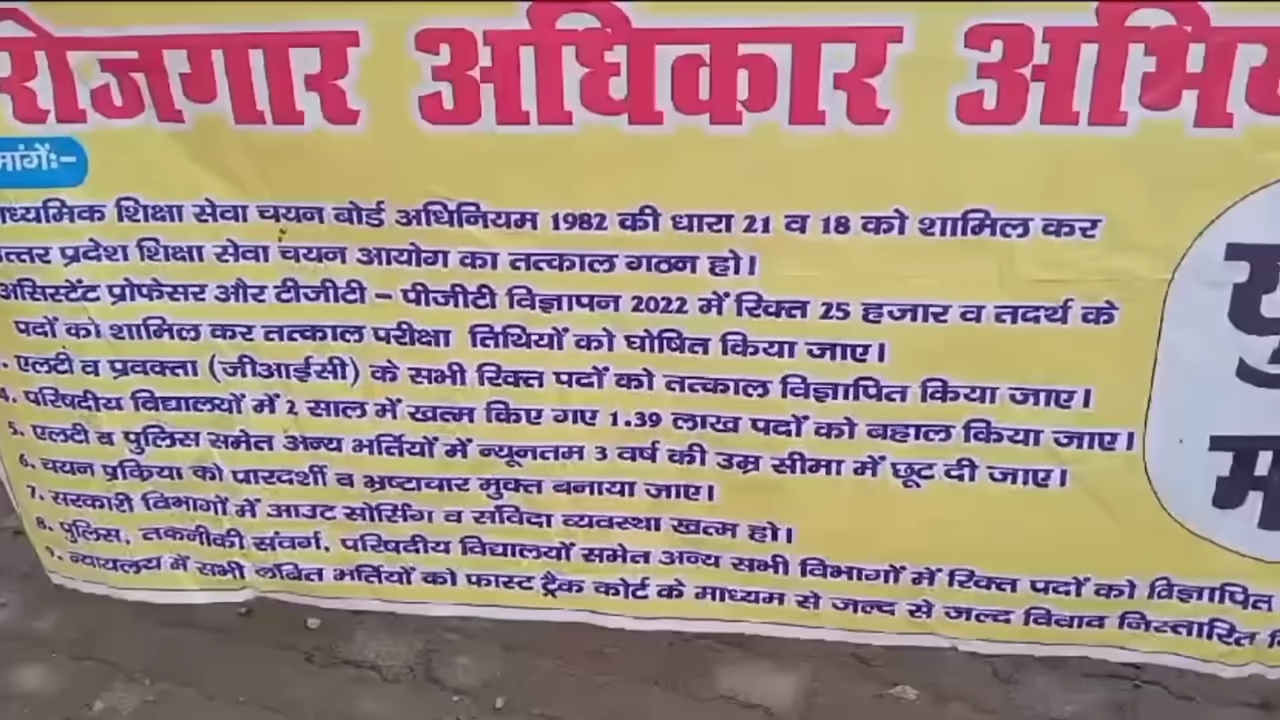 रोजगार अधिकार अभिय
मांगें:-
ाध्यमिक शिक्षा सेवा चयन बोर्ड अधिनियम 1982 की धारा 21 व 18 को शामिल कर
त्तर प्रदेश शिक्षा सेवा चयन आयोग का तत्काल गठन हो।
असिस्टेंट प्रोफेसर और टीजीटी - पीजीटी विज्ञापन 2022 में रिक्त 25 हजार व तदर्थ के
पदों को शामिल कर तत्काल परीक्षा तिथियों को घोषित किया जाए।
. एलटी व प्रवक्ता (जीआईसी) के सभी रिक्त पदों को तत्काल विज्ञापित किया जाए।
4. परिषदीय विद्यालयों में 2 साल में खत्म किए गए 1.39 लाख पदों को बहाल किया जाए।
5. एलटी व पुलिस समेत अन्य भर्तियों में न्यूनतम 3 वर्ष की उम्र सीमा में छूट दी जाए।
6. चयन प्रक्रिया को पारदर्शी व भ्रष्टाचार मुक्त बनाया जाए।
7. सरकारी विभागों में आउट सोर्सिंग व संविदा व्यवस्था खत्म हो।
8. पुलिस, तकनीकी संवर्ग, परिषदीय विद्यालयों समेत अन्य सभी विभागों में रिक्त पदों को विज्ञापित
9. न्यायलय में सभी लंबित भर्तियों को फास्ट ट्रैक कोर्ट के माध्यम से जल्द से जल्द विवाद निस्तारित